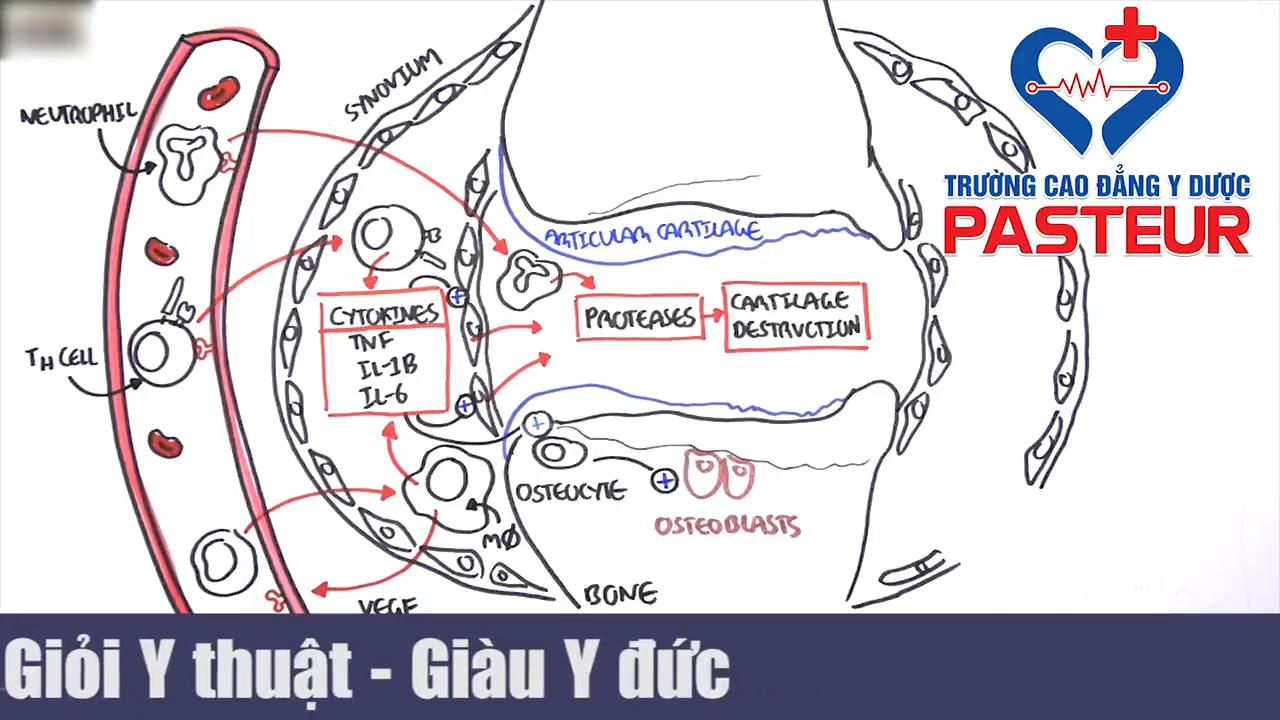 NEUTROPHIL
SYNOVIUM
TRƯỜNG CAO ĐẲNG Y DƯỢC
PASTEUR
ARTICULAR CARTILAGE
CYTOKINES
TNF
IL-1B
IL-6
PROTEASES
CARTILAGE
DESTRUCTION
TH CELL
OSTEOCYTE
OSTEOBLASTS
MØ
BONE
VEGF
Giỏi Y thuật - Giàu Y đức